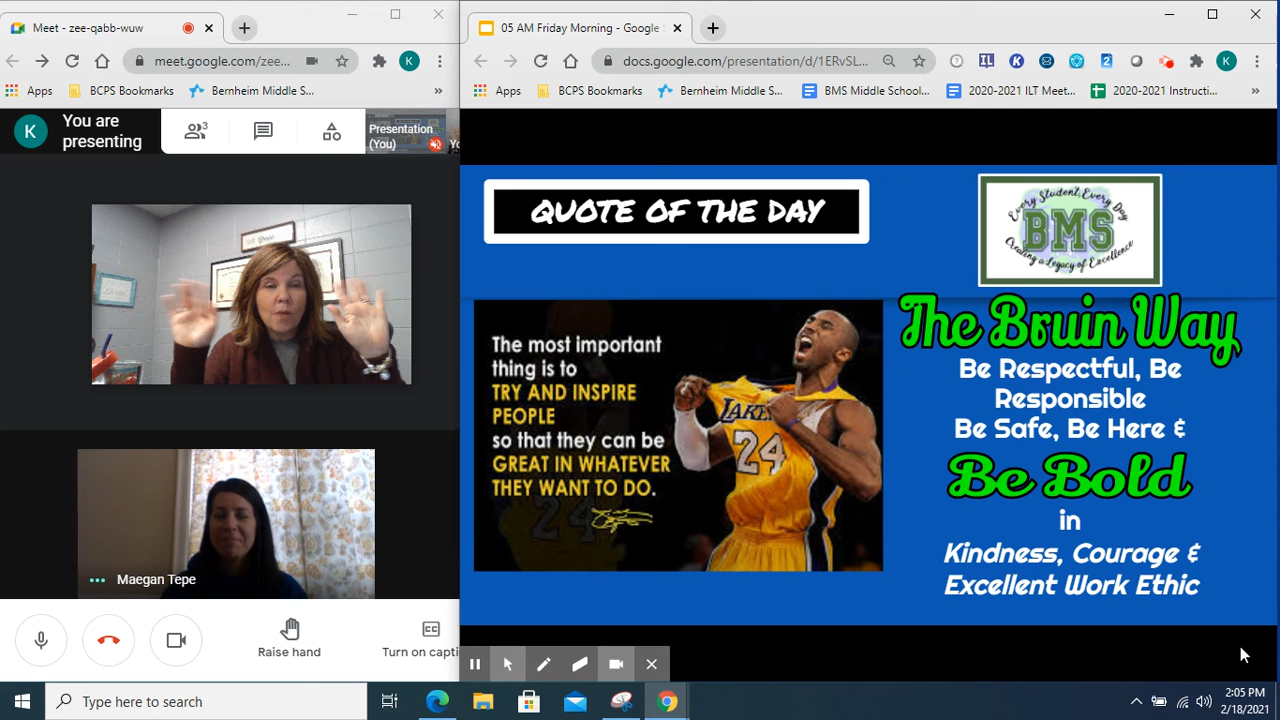 Meet - zee-qabb-wuw
05 AM Friday Morning - Google
meet.google.com/zee...
K
docs.google.com/presentation/d/1ERvSL...
K
Apps
BCPS Bookmarks
Bernheim Middle S...
»
Apps
BCPS Bookmarks
Bernheim Middle S...
BMS Middle School...
2020-2021 ILT Meet...
2020-2021 Instructi...
»
K
You are
presenting
3
Presentation
(You)
QUOTE OF THE DAY
Every Student, Every Day
BMS
Creating a Legacy of Excellence
The Bruin Way
Be Respectful, Be
Responsible
Be Safe, Be Here &
Be Bold
in
Kindness, Courage &
Excellent Work Ethic
The most important
thing is to
TRY AND INSPIRE
PEOPLE
so that they can be
GREAT IN WHATEVER
THEY WANT TO DO.
LAKERS
24
Maegan Tepe
Raise hand
Turn on capti
Type here to search
2:05 PM
2/18/2021